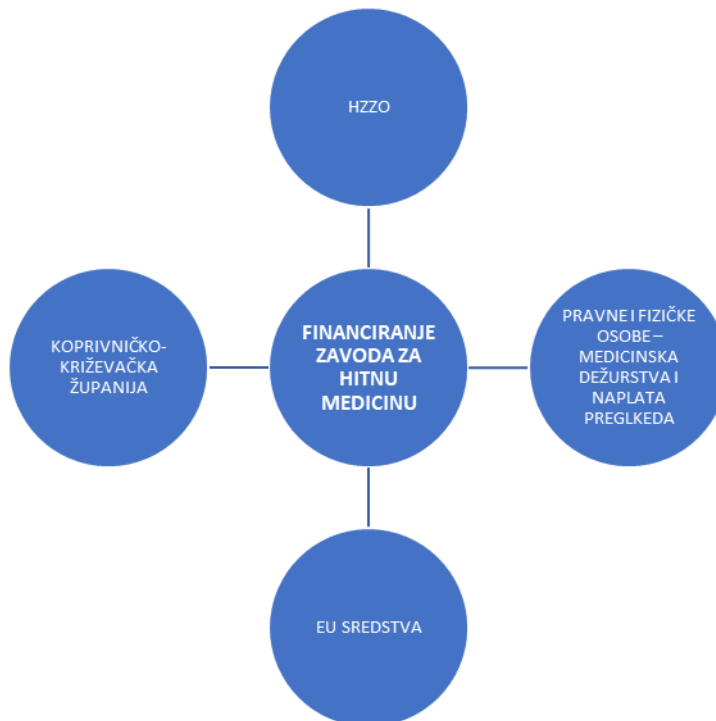 HZZO
KOPRIVNIČKO-
KRIŽEVAČKA
ŽUPANIJA
FINANCIRANJE
ZAVODA ZA
HITNU
MEDICINU
PRAVNE I FIZIČKE
OSOBE –
MEDICINSKA
DEŽURSTVA I
NAPLATA
PREGLKEDA
EU SREDSTVA